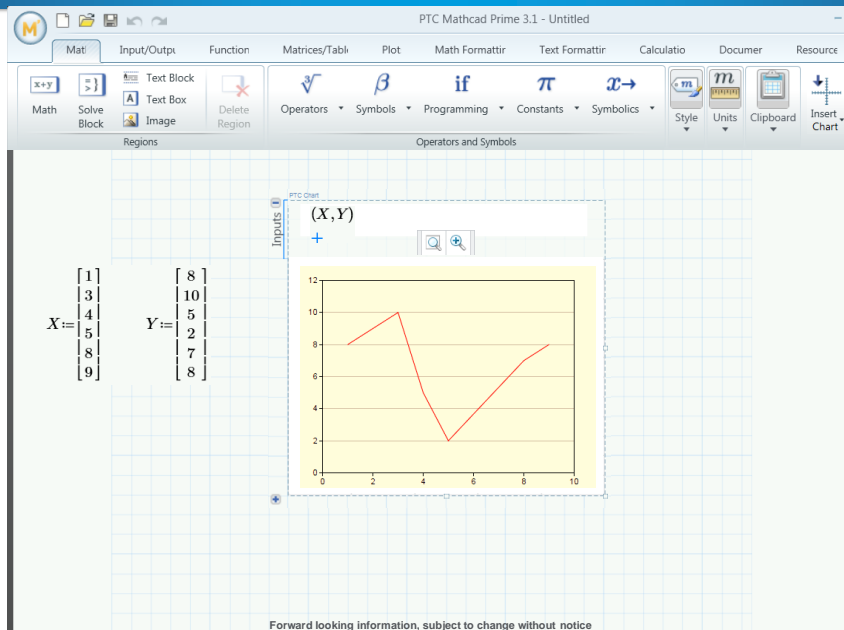 PTC Mathcad Prime 3.1 - Untitled
Mat Input/Outpu Function Matrices/Tabl Plot Math Formattir Text Formattir Calculatio Documer Resource
x+y Math
Solve Block
Text Block
Text Box
Image
Delete Region
Operators
β Symbols
if Programming
π Constants
x→ Symbolics
m Style
m Units
Clipboard
Insert Chart
Regions
Operators and Symbols
PTC Chart
Inputs
(X,Y)
X:=
1
3
4
5
8
9
Y:=
8
10
5
2
7
8
12
10
8
6
4
2
0
0 2 4 6 8 10
Forward looking information, subject to change without notice